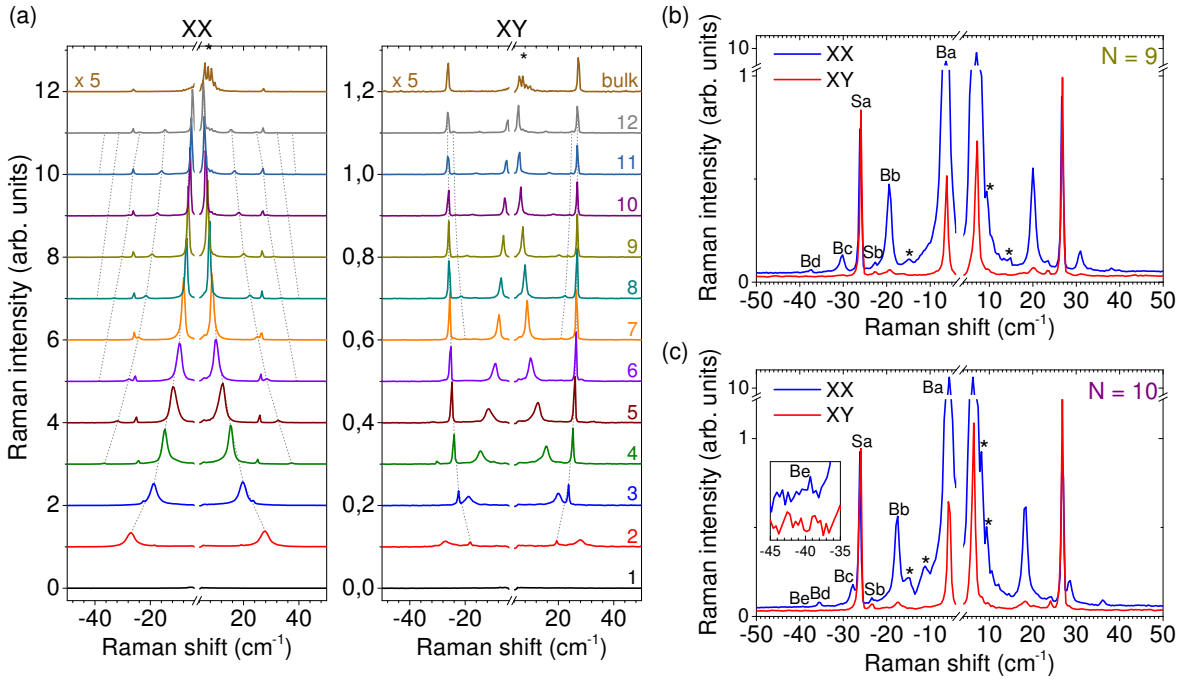 (a)
XX
XY
*
*
x 5
x 5
bulk
12
11
10
9
8
7
6
5
4
3
2
1
12
10
8
6
4
2
0
1,2
1,0
0,8
0,6
0,4
0,2
0,0
-40 -20 20 40
-40 -20 20 40
Raman shift (cm⁻¹)
Raman shift (cm⁻¹)
Raman intensity (arb. units)
(b)
XX
XY
N = 9
Ba
Sa
Bb
Bc
Bd
Sb
*
*
*
10
1
0
-50 -40 -30 -20 -10 10 20 30 40 50
Raman shift (cm⁻¹)
Raman intensity (arb. units)
(c)
XX
XY
N = 10
Ba
Sa
Be
-45 -40 -35
Bb
Bc
Be Bd
Sb
*
*
*
*
10
1
0
-50 -40 -30 -20 -10 10 20 30 40 50
Raman shift (cm⁻¹)
Raman intensity (arb. units)